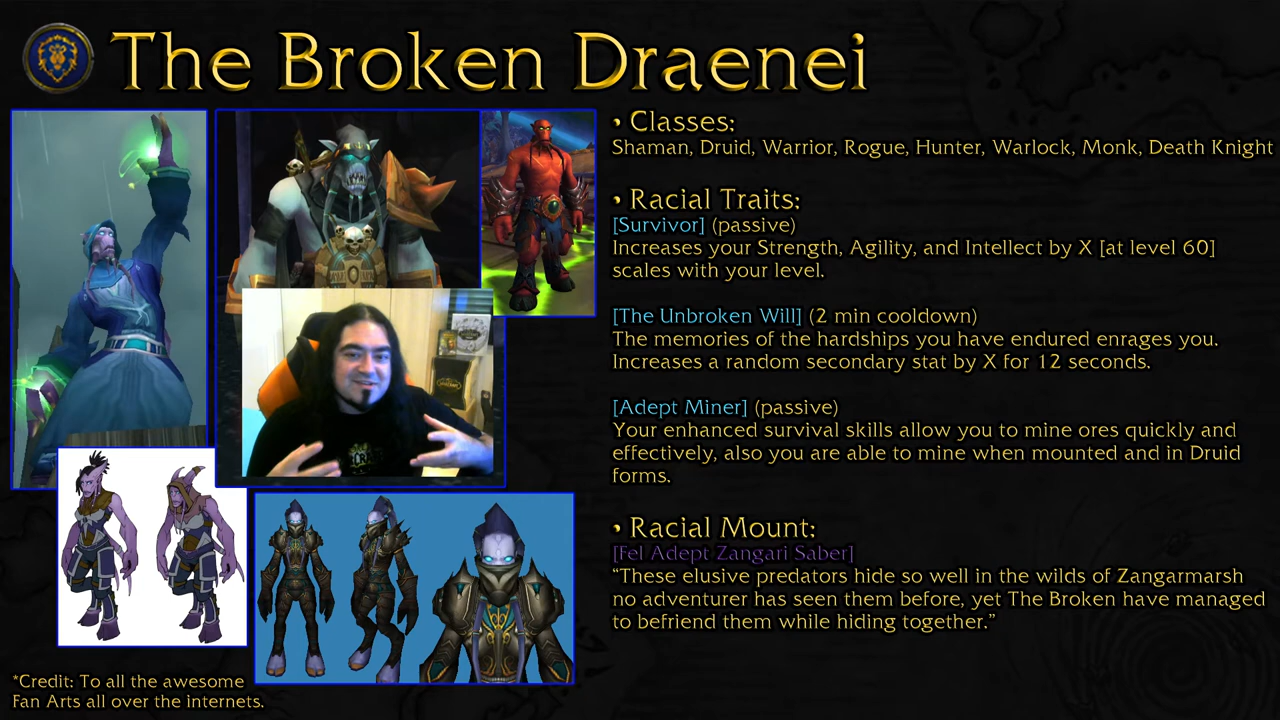 The Broken Draenei
• Classes:
Shaman, Druid, Warrior, Rogue, Hunter, Warlock, Monk, Death Knight
• Racial Traits:
[Survivor] (passive)
Increases your Strength, Agility, and Intellect by X [at level 60]
scales with your level.
[The Unbroken Will] (2 min cooldown)
The memories of the hardships you have endured enrages you.
Increases a random secondary stat by X for 12 seconds.
[Adept Miner] (passive)
Your enhanced survival skills allow you to mine ores quickly and
effectively, also you are able to mine when mounted and in Druid
forms.
• Racial Mount:
[Fel Adept Zangari Saber]
“These elusive predators hide so well in the wilds of Zangarmarsh
no adventurer has seen them before, yet The Broken have managed
to befriend them while hiding together.”
*Credit: To all the awesome
Fan Arts all over the internets.